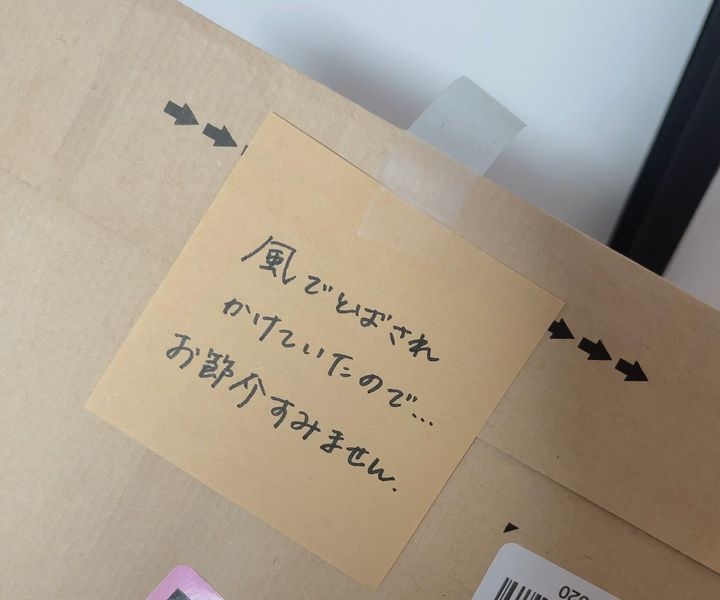 風でとばされ
かけていたので…
お節介すみません.
0620